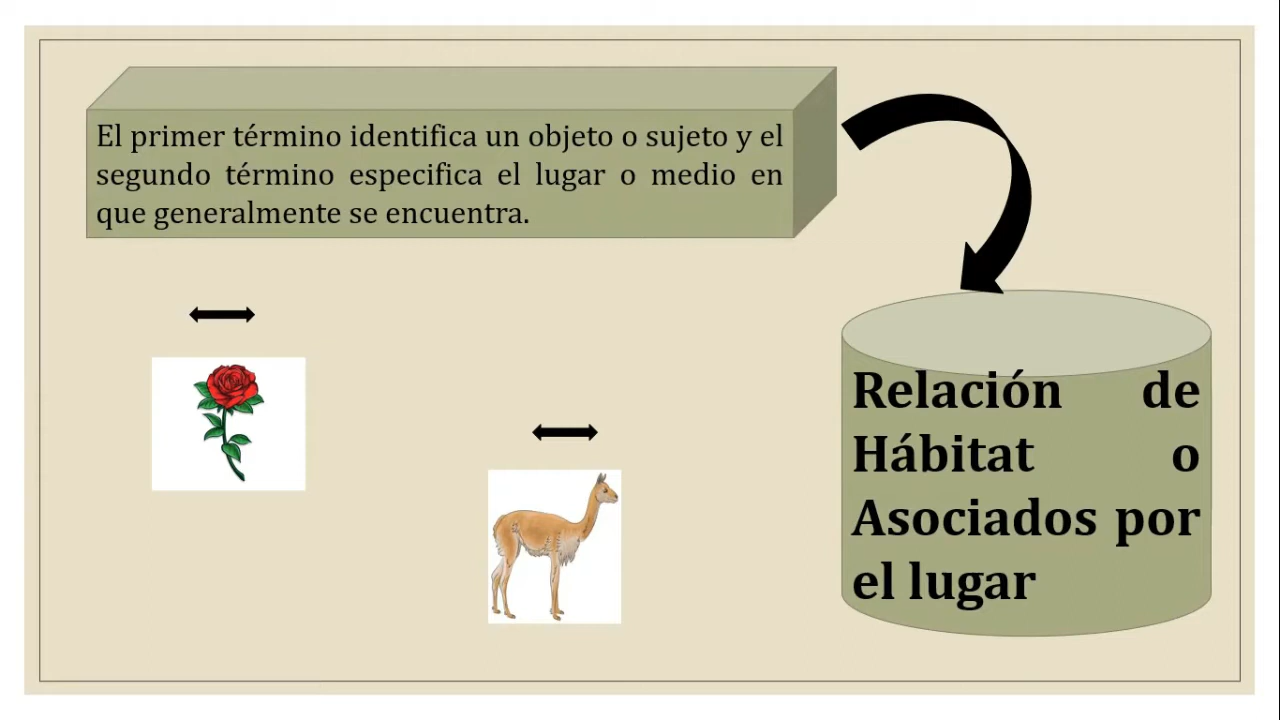 El primer término identifica un objeto o sujeto y el
segundo término especifica el lugar o medio en
que generalmente se encuentra.
Relación de
Hábitat o
Asociados por
el lugar